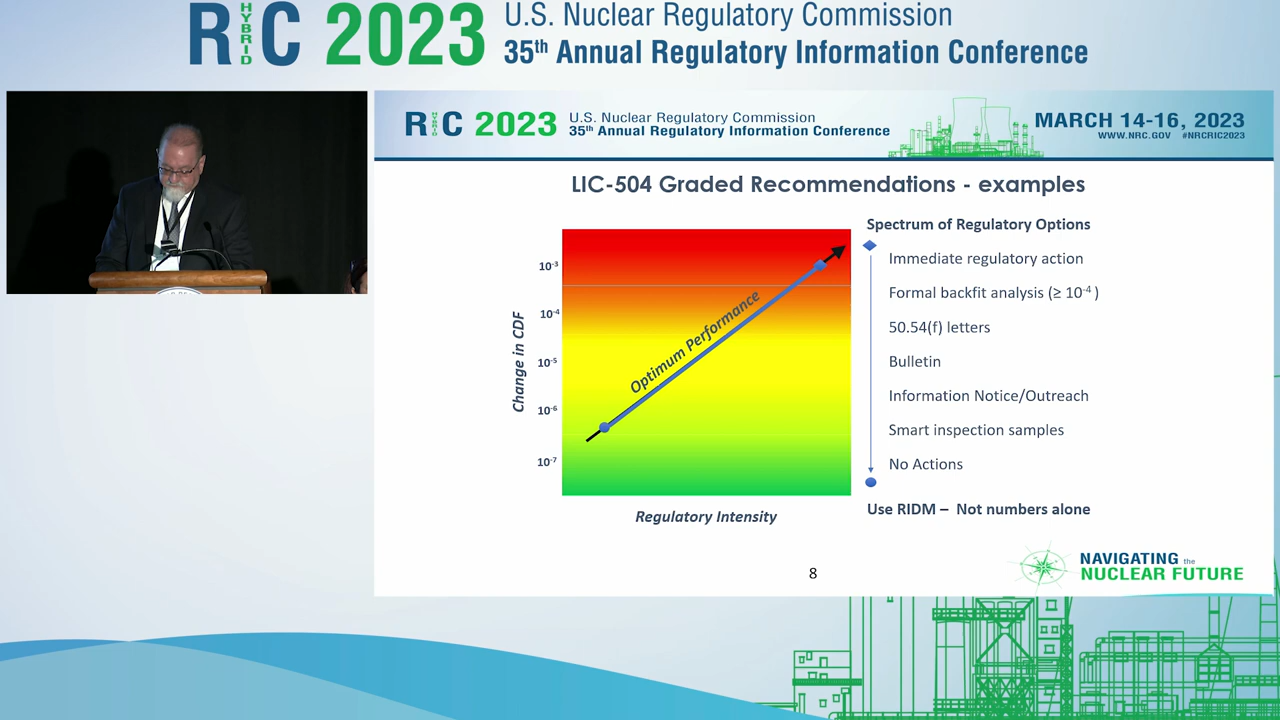 RIC 2023
HYBRID
U.S. Nuclear Regulatory Commission
35th Annual Regulatory Information Conference
RIC 2023
HYBRID
U.S. Nuclear Regulatory Commission
35th Annual Regulatory Information Conference
MARCH 14-16, 2023
WWW.NRC.GOV #NRCRIC2023
LIC-504 Graded Recommendations - examples
Change in CDF
10-3
10-4
10-5
10-6
10-7
Optimum Performance
Regulatory Intensity
Spectrum of Regulatory Options
Immediate regulatory action
Formal backfit analysis (≥ 10-4 )
50.54(f) letters
Bulletin
Information Notice/Outreach
Smart inspection samples
No Actions
Use RIDM – Not numbers alone
8
NAVIGATING the
NUCLEAR FUTURE